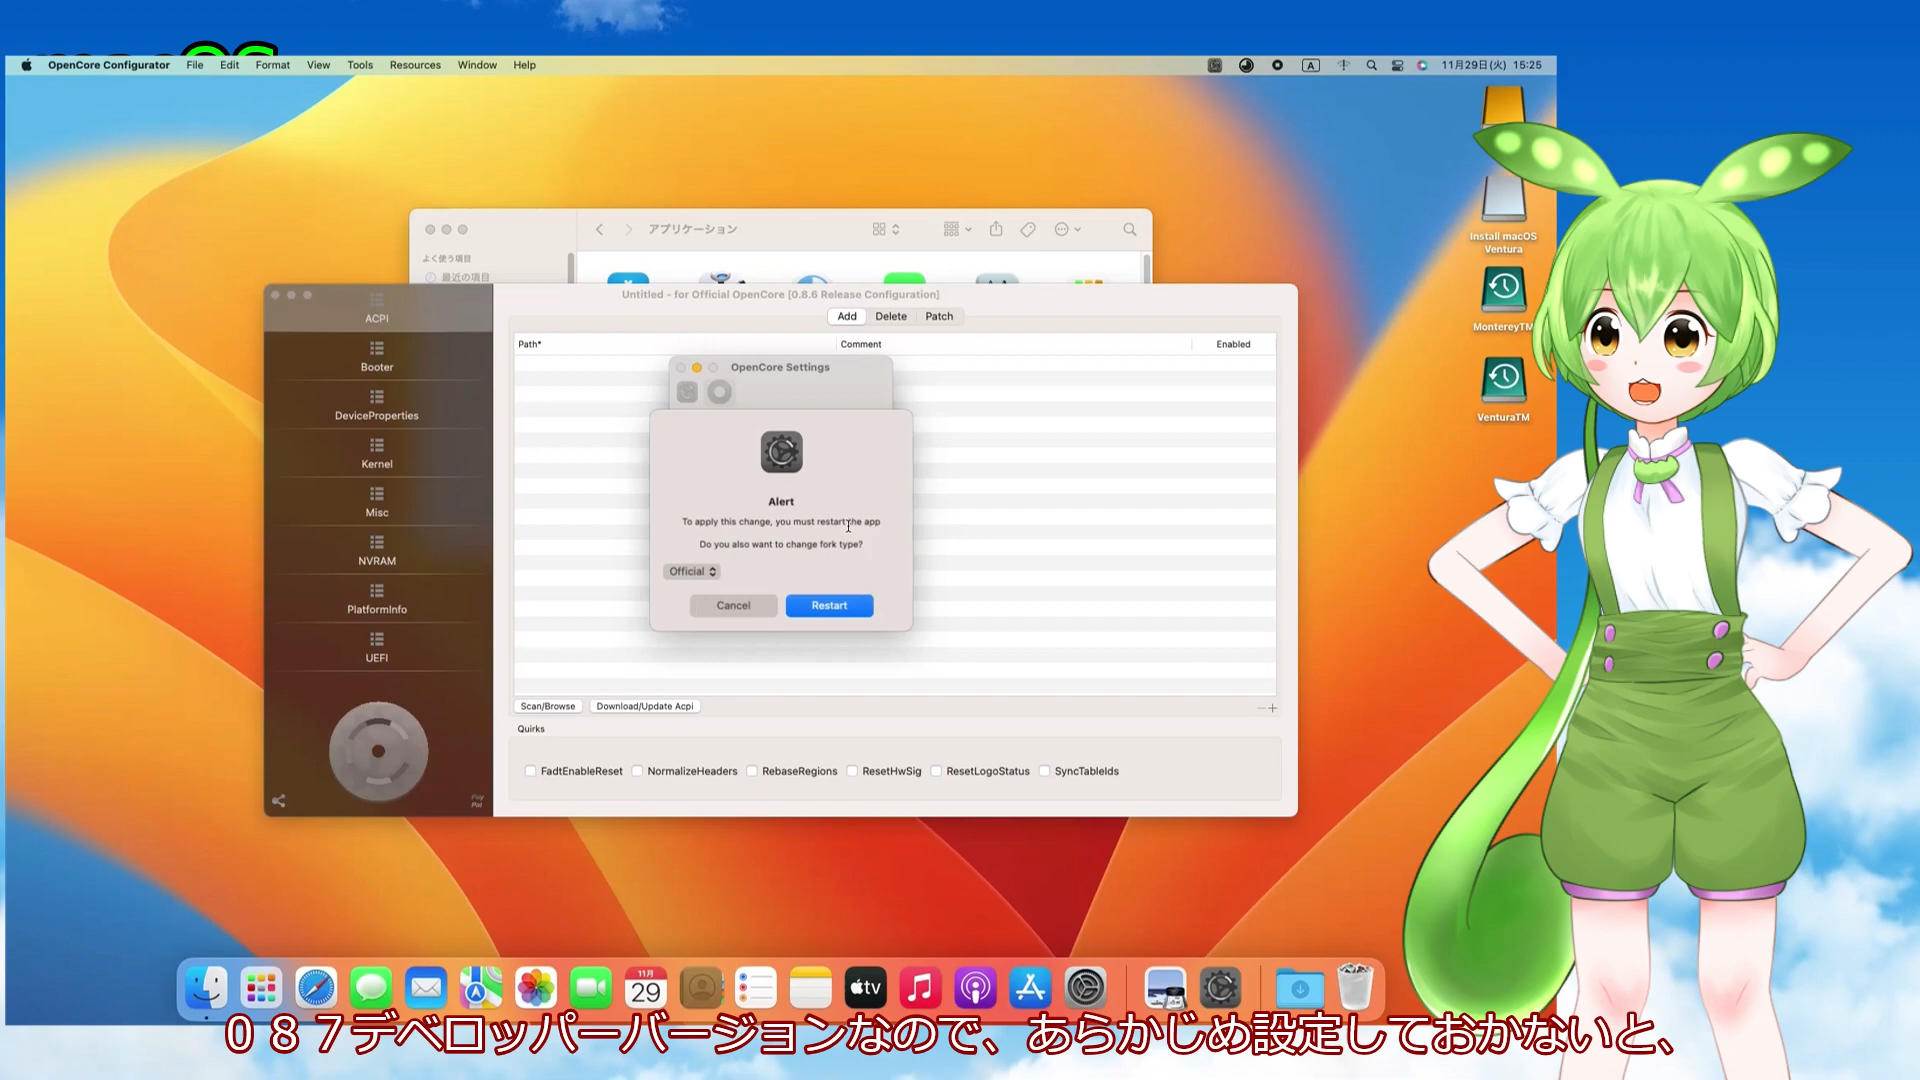 OpenCore Configurator File Edit Format View Tools Resources Window Help
A 11月29日(火) 15:25
アプリケーション
よく使う項目
最近の項目
Install macOS
Ventura
MontereyTM
VenturaTM
Untitled - for Official OpenCore [0.8.6 Release Configuration]
Add Delete Patch
Path* Comment Enabled
ACPI
Booter
DeviceProperties
Kernel
Misc
NVRAM
PlatformInfo
UEFI
Pay
Pal
OpenCore Settings
Alert
To apply this change, you must restart the app
Do you also want to change fork type?
Official
Cancel Restart
Scan/Browse Download/Update Acpi
Quirks
FadtEnableReset NormalizeHeaders RebaseRegions ResetHwSig ResetLogoStatus SyncTableIds
11月
29
tv
０８７デベロッパーバージョンなので、あらかじめ設定しておかないと、